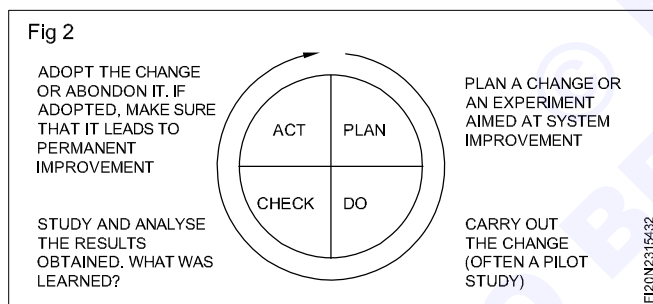 Fig 2
ADOPT THE CHANGE
OR ABONDON IT. IF
ADOPTED, MAKE SURE
THAT IT LEADS TO
PERMANENT
IMPROVEMENT
ACT
PLAN
PLAN A CHANGE OR
AN EXPERIMENT
AIMED AT SYSTEM
IMPROVEMENT
STUDY AND ANALYSE
THE RESULTS
OBTAINED. WHAT WAS
LEARNED?
CHECK
DO
CARRY OUT
THE CHANGE
(OFTEN A PILOT
STUDY)
FI20N2315432